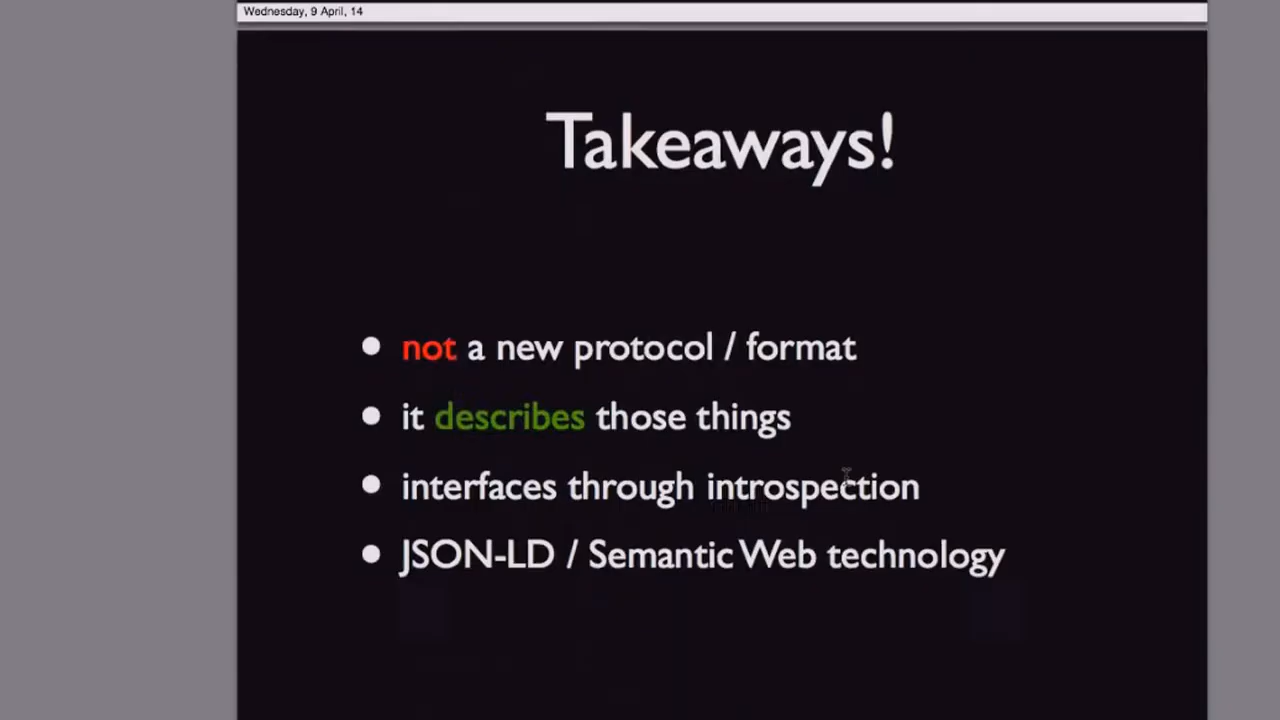 Wednesday, 9 April, 14
Takeaways!
not a new protocol / format
it describes those things
interfaces through introspection
JSON-LD / Semantic Web technology